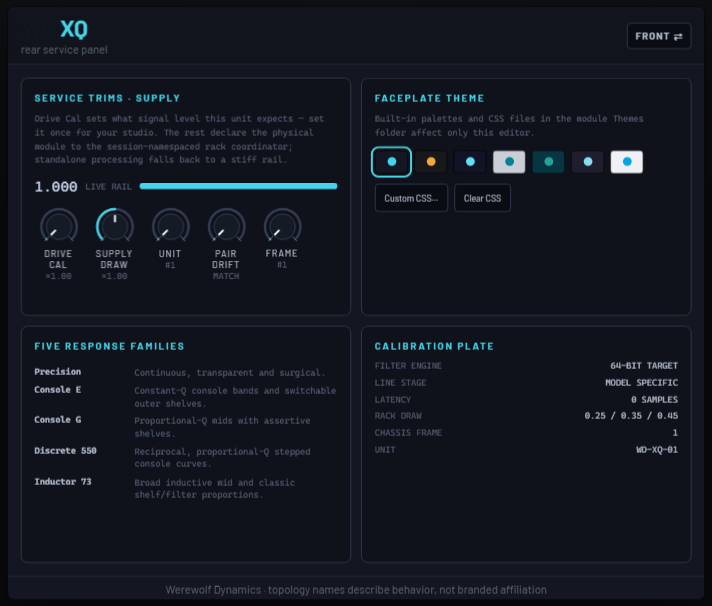 XQ
rear service panel
FRONT ⇄
SERVICE TRIMS · SUPPLY
Drive Cal sets what signal level this unit expects — set
it once for your studio. The rest declare the physical
module to the session-namespaced rack coordinator;
standalone processing falls back to a stiff rail.
1.000 LIVE RAIL
DRIVE CAL ×1.00
SUPPLY DRAW ×1.00
UNIT #1
PAIR DRIFT MATCH
FRAME #1
FACEPLATE THEME
Built-in palettes and CSS files in the module Themes
folder affect only this editor.
Custom CSS... Clear CSS
FIVE RESPONSE FAMILIES
Precision Continuous, transparent and surgical.
Console E Constant-Q console bands and switchable
outer shelves.
Console G Proportional-Q mids with assertive
shelves.
Discrete 550 Reciprocal, proportional-Q stepped
console curves.
Inductor 73 Broad inductive mid and classic
shelf/filter proportions.
CALIBRATION PLATE
FILTER ENGINE 64-BIT TARGET
LINE STAGE MODEL SPECIFIC
LATENCY 0 SAMPLES
RACK DRAW 0.25 / 0.35 / 0.45
CHASSIS FRAME 1
UNIT WD-XQ-01
Werewolf Dynamics · topology names describe behavior, not branded affiliation